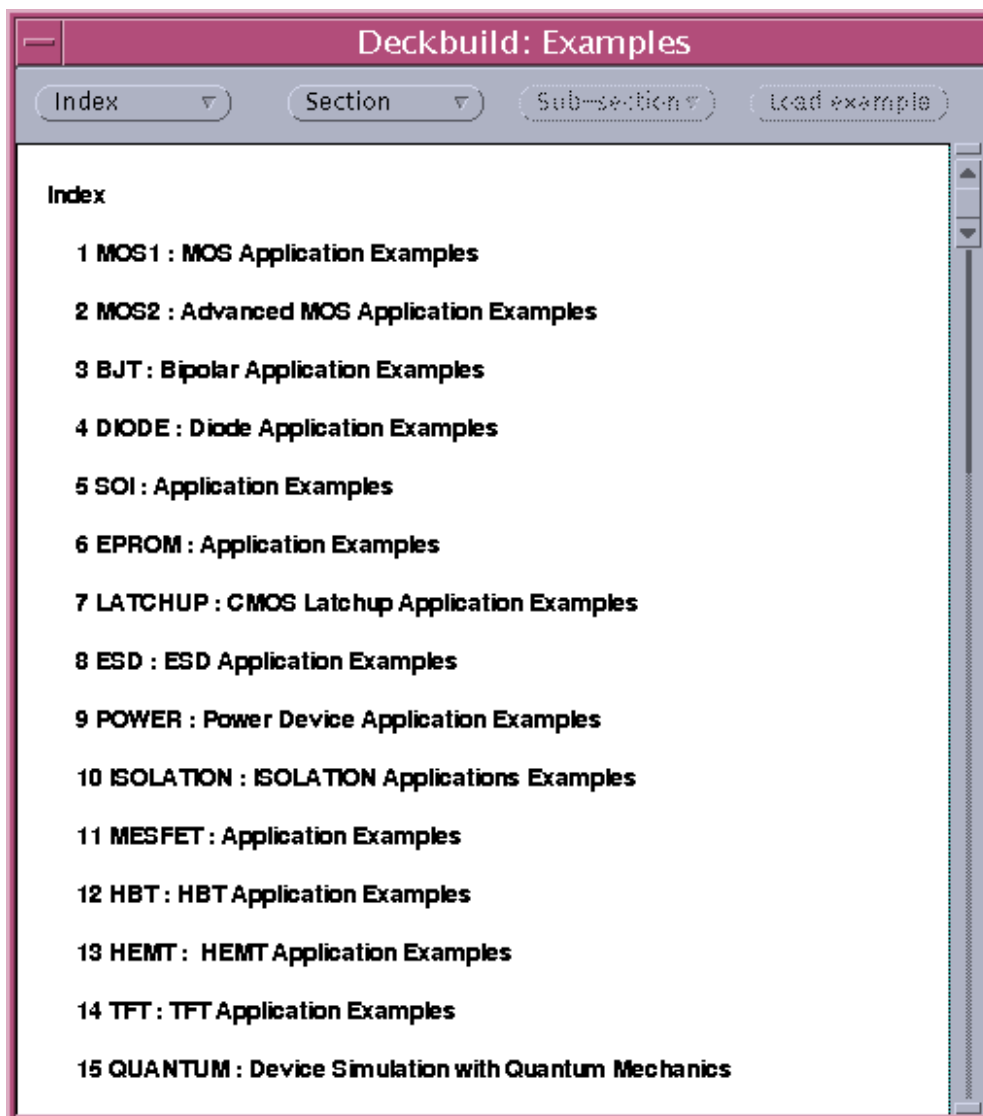 Deckbuild: Examples
Index Section Sub-section Load example
Index
1 MOS1 : MOS Application Examples
2 MOS2 : Advanced MOS Application Examples
3 BJT : Bipolar Application Examples
4 DIODE : Diode Application Examples
5 SOI : Application Examples
6 EPROM : Application Examples
7 LATCHUP : CMOS Latchup Application Examples
8 ESD : ESD Application Examples
9 POWER : Power Device Application Examples
10 ISOLATION : ISOLATION Applications Examples
11 MESFET : Application Examples
12 HBT : HBT Application Examples
13 HEMT : HEMT Application Examples
14 TFT : TFT Application Examples
15 QUANTUM : Device Simulation with Quantum Mechanics